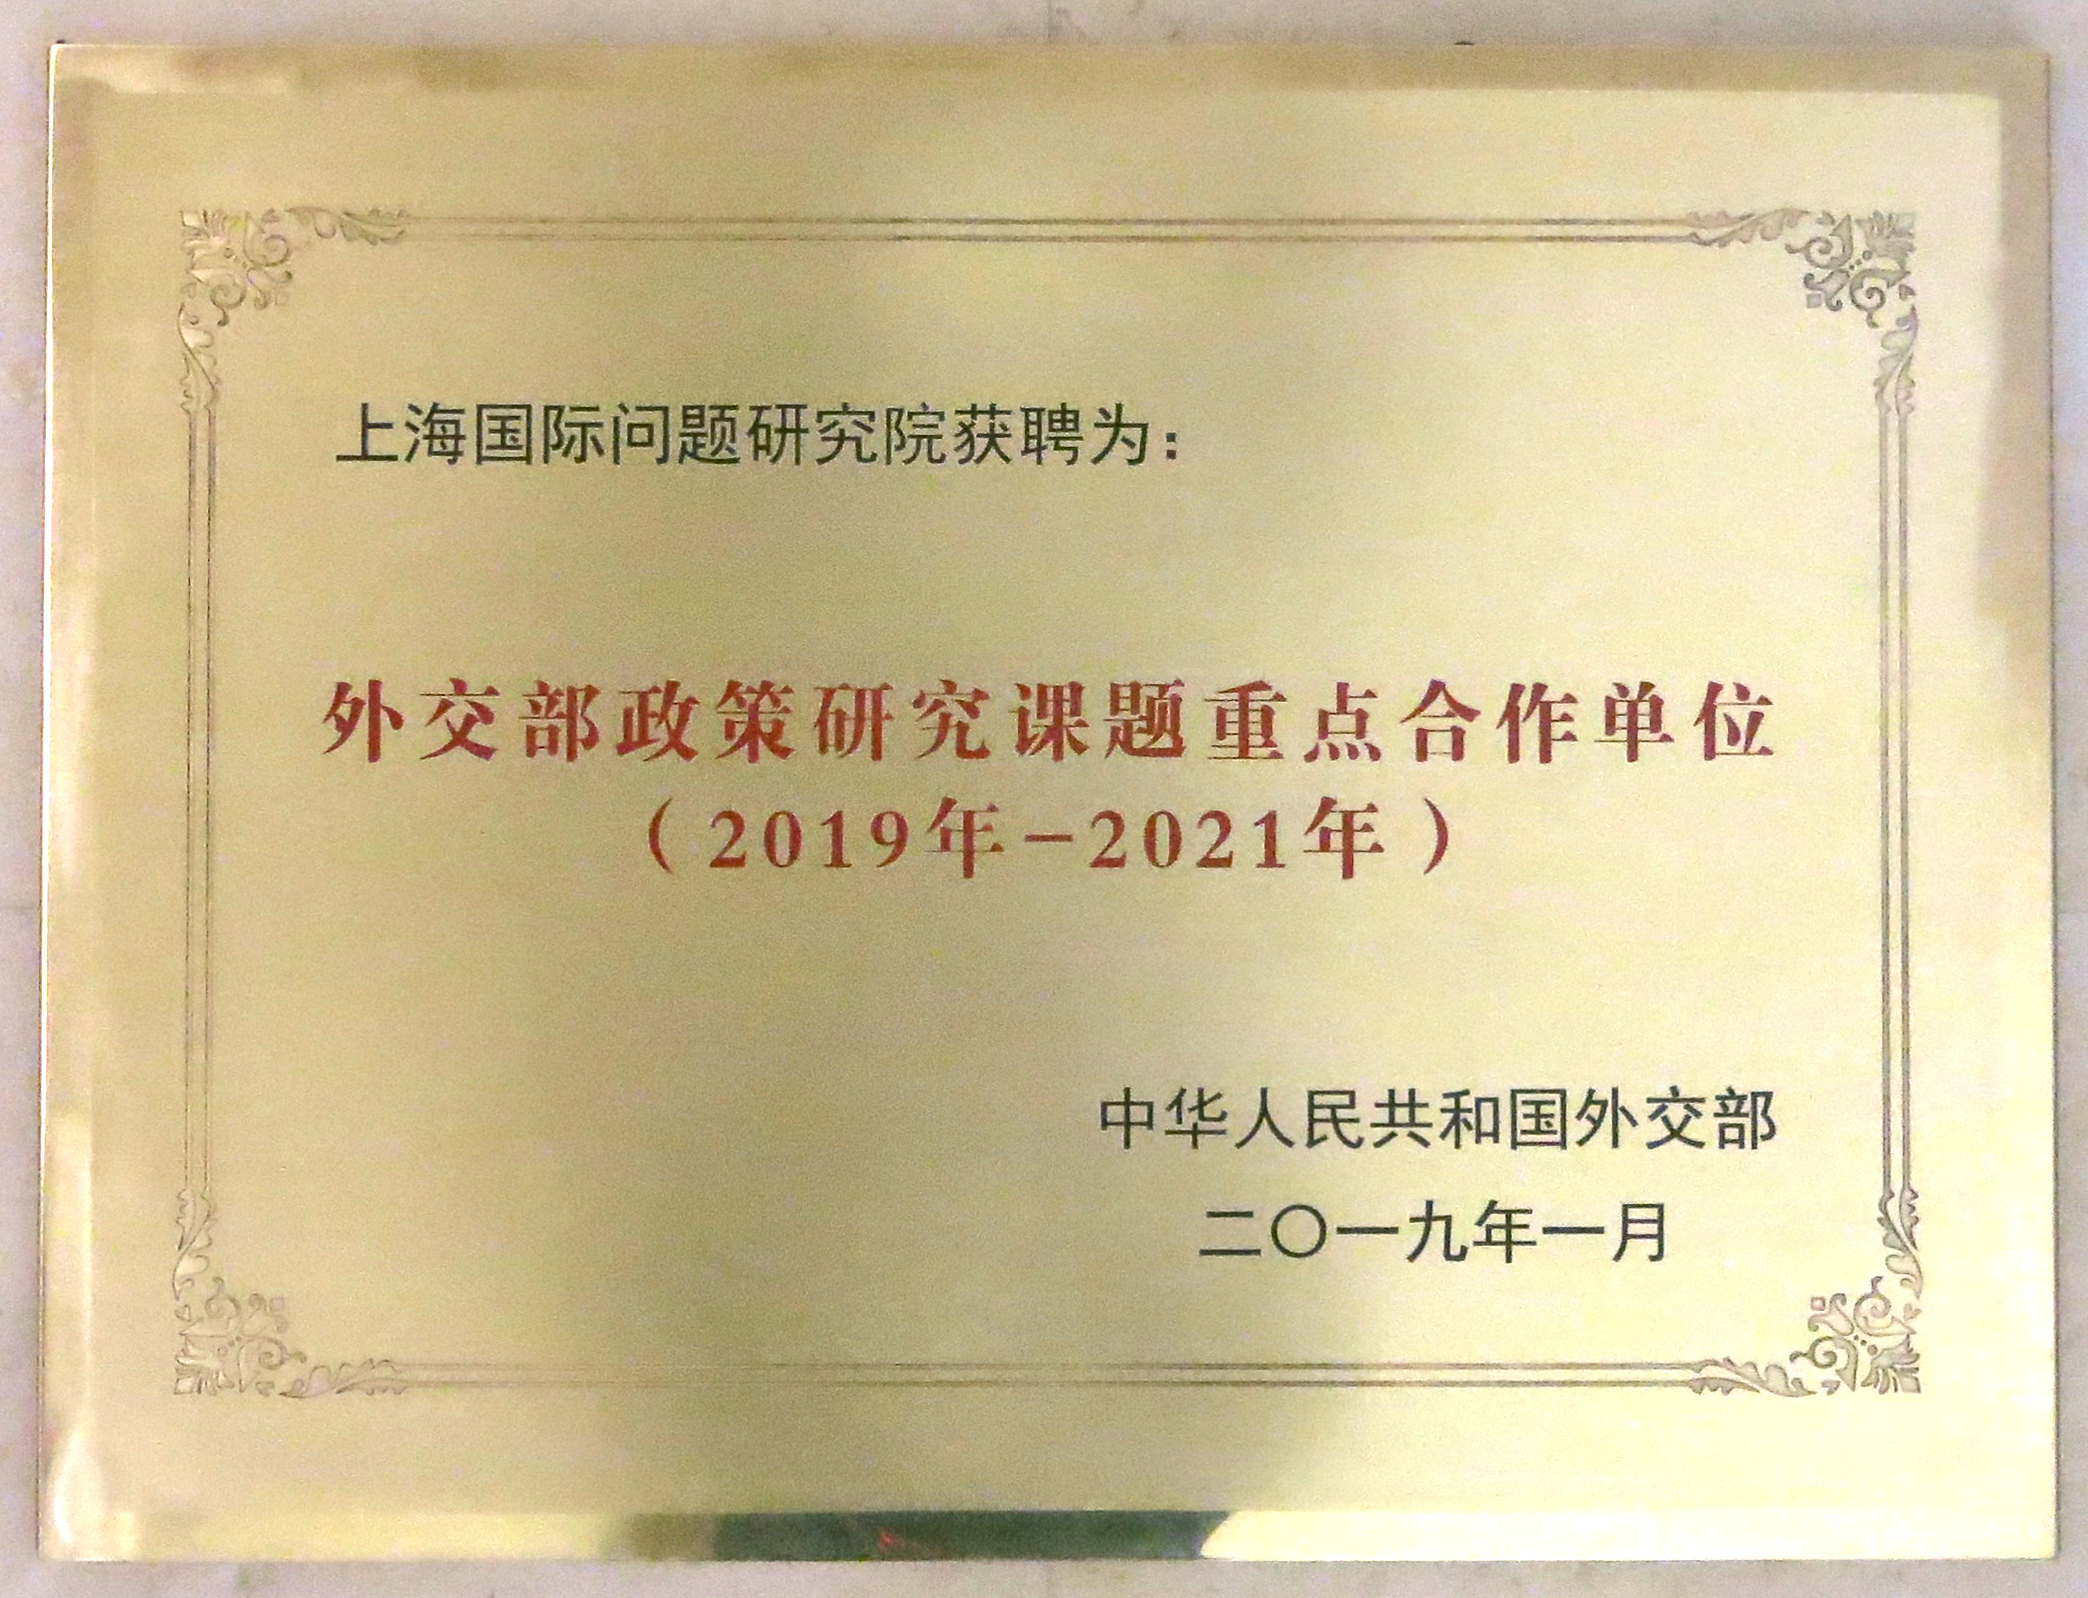 上海国际问题研究院获聘为：
外交部政策研究课题重点合作单位
（2019年-2021年）
中华人民共和国外交部
二〇一九年一月